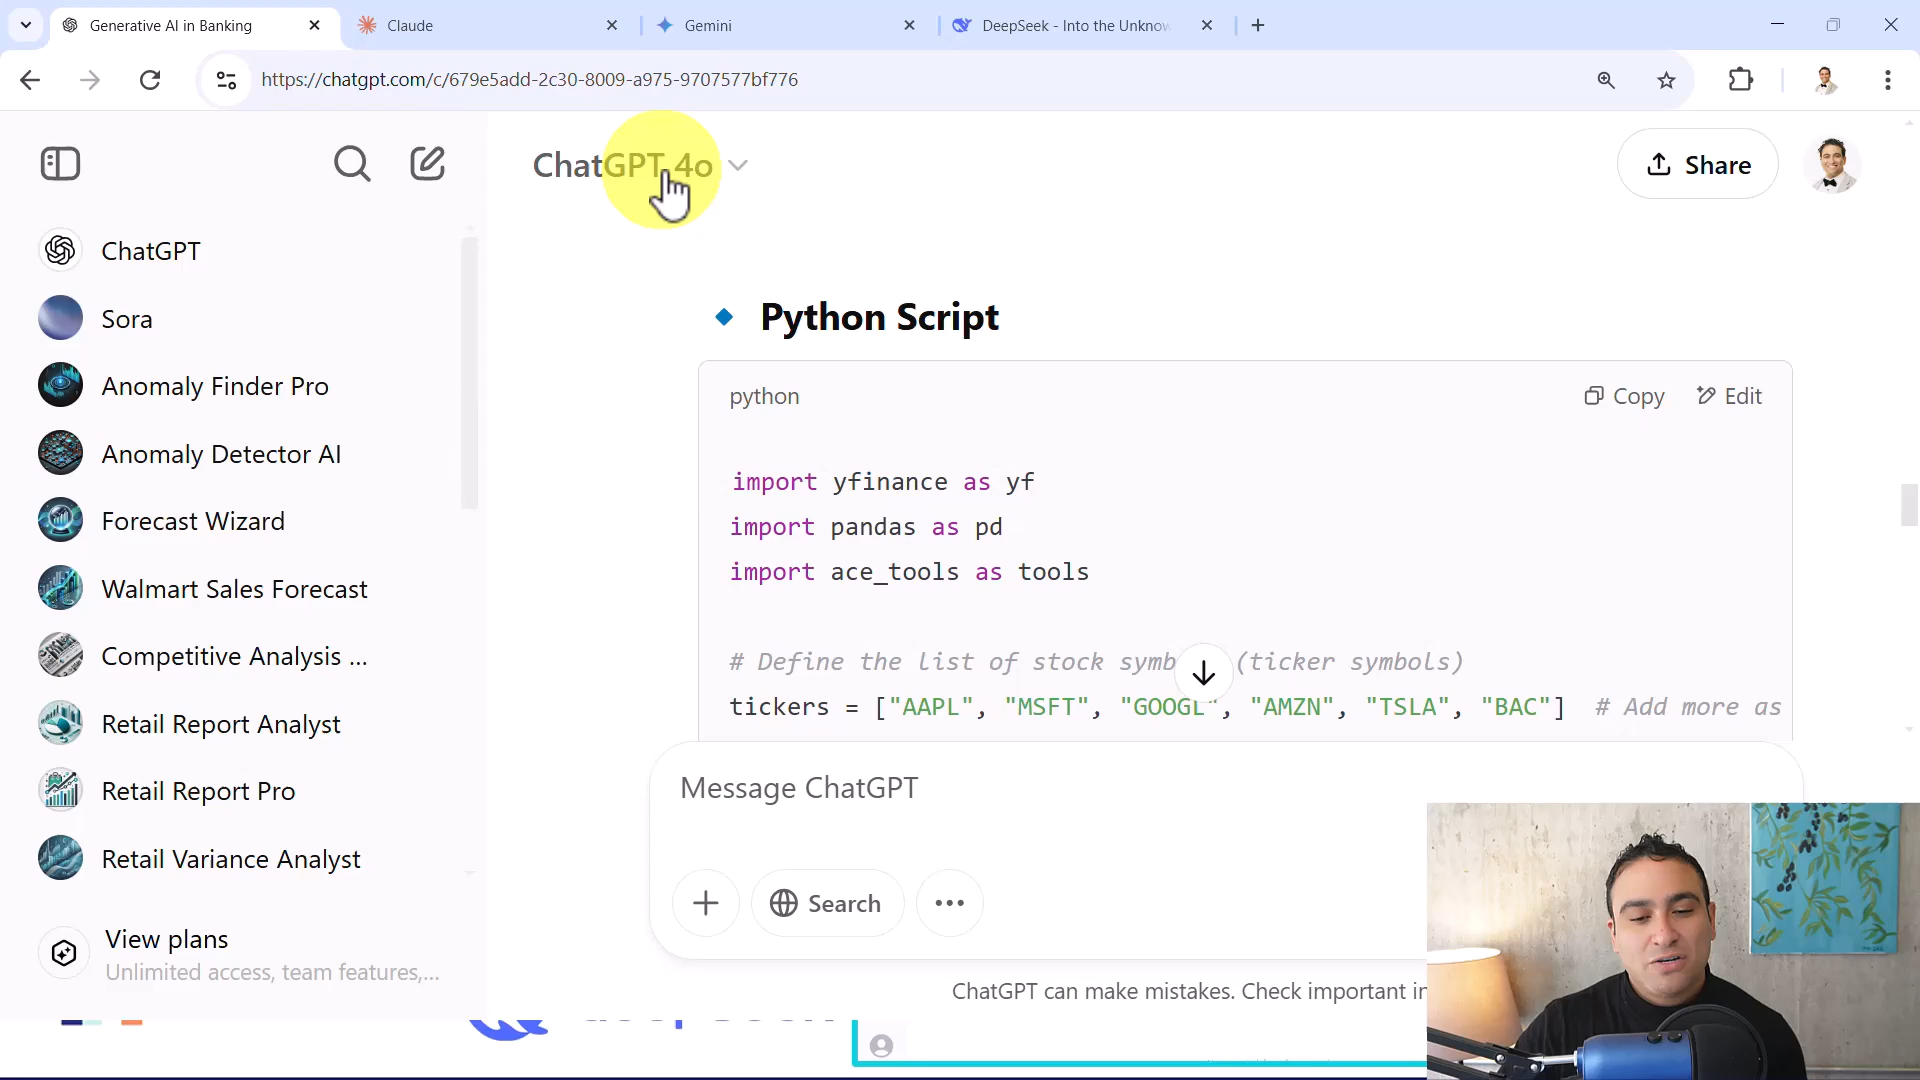 Generative AI in Banking
Claude
Gemini
DeepSeek - Into the Unknow
https://chatgpt.com/c/679e5add-2c30-8009-a975-9707577bf776
ChatGPT 4o
Share
ChatGPT
Sora
Anomaly Finder Pro
Anomaly Detector AI
Forecast Wizard
Walmart Sales Forecast
Competitive Analysis ...
Retail Report Analyst
Retail Report Pro
Retail Variance Analyst
View plans
Unlimited access, team features,...
Python Script
python
Copy
Edit
import yfinance as yf
import pandas as pd
import ace_tools as tools
# Define the list of stock symb (ticker symbols)
tickers = ["AAPL", "MSFT", "GOOGL", "AMZN", "TSLA", "BAC"] # Add more as
Message ChatGPT
Search
ChatGPT can make mistakes. Check important in